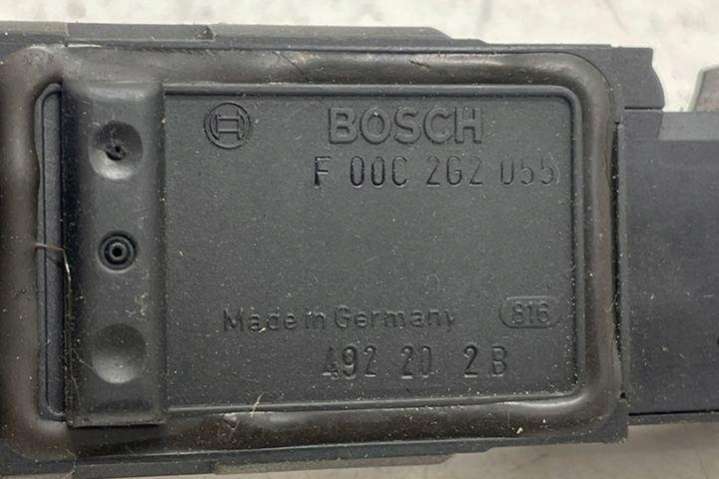 BOSCH
F 00C 2G2 055
Made in Germany 816
492 20 2B